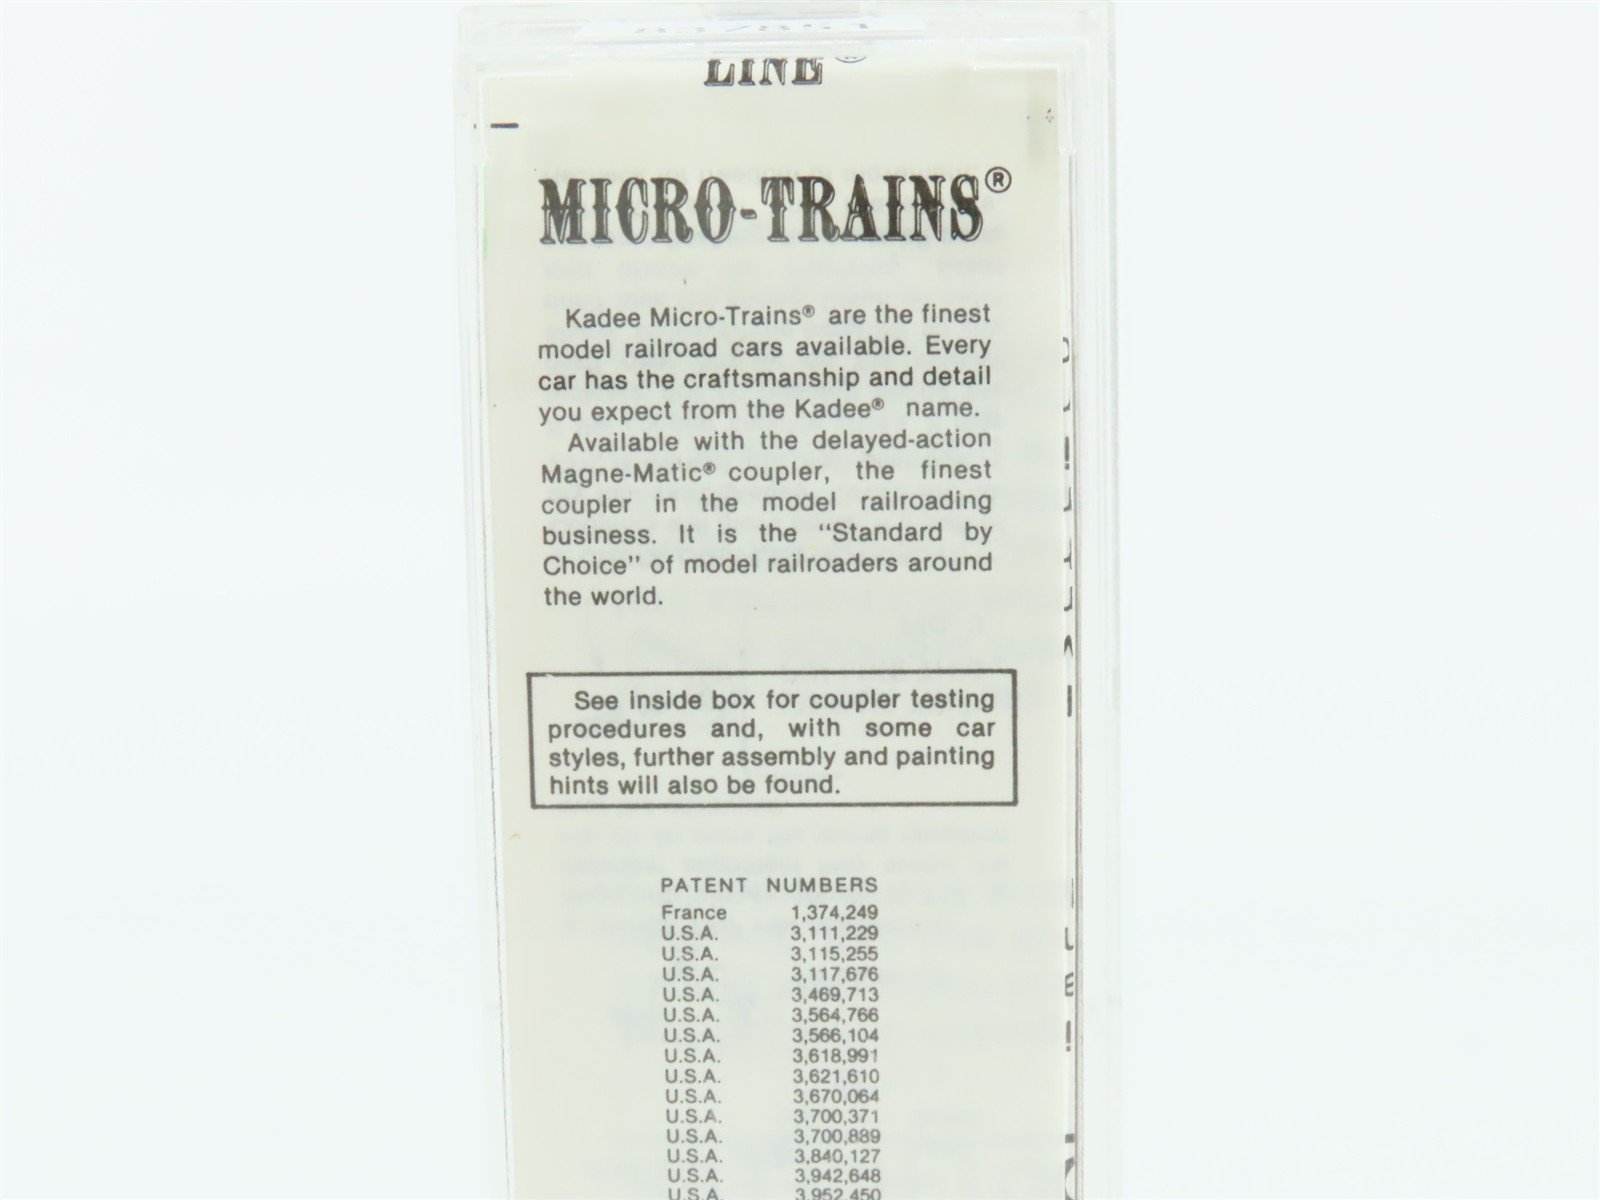 LINE®
MICRO-TRAINS®
Kadee Micro-Trains® are the finest
model railroad cars available. Every
car has the craftsmanship and detail
you expect from the Kadee® name.
Available with the delayed-action
Magne-Matic® coupler, the finest
coupler in the model railroading
business. It is the "Standard by
Choice" of model railroaders around
the world.
See inside box for coupler testing
procedures and, with some car
styles, further assembly and painting
hints will also be found.
PATENT NUMBERS
France 1,374,249
U.S.A. 3,111,229
U.S.A. 3,115,255
U.S.A. 3,117,676
U.S.A. 3,469,713
U.S.A. 3,564,766
U.S.A. 3,566,104
U.S.A. 3,618,991
U.S.A. 3,621,610
U.S.A. 3,670,064
U.S.A. 3,700,371
U.S.A. 3,700,889
U.S.A. 3,840,127
U.S.A. 3,942,648
U.S.A. 3,952,450